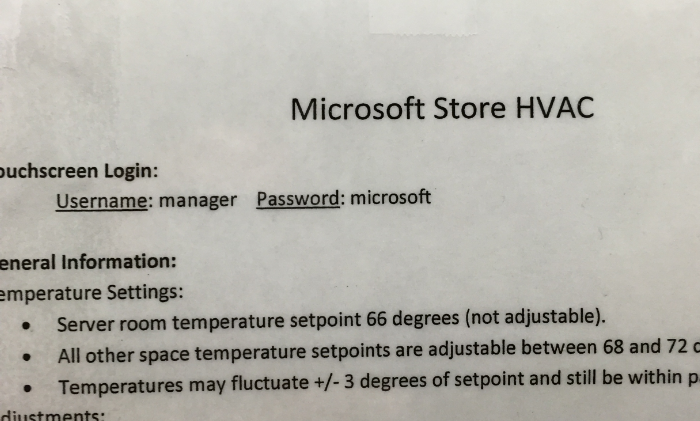 Microsoft Store HVAC
ouchscreen Login:
Username: manager Password: microsoft
eneral Information:
emperature Settings:
• Server room temperature setpoint 66 degrees (not adjustable).
• All other space temperature setpoints are adjustable between 68 and 72 d
• Temperatures may fluctuate +/- 3 degrees of setpoint and still be within p
djustments: